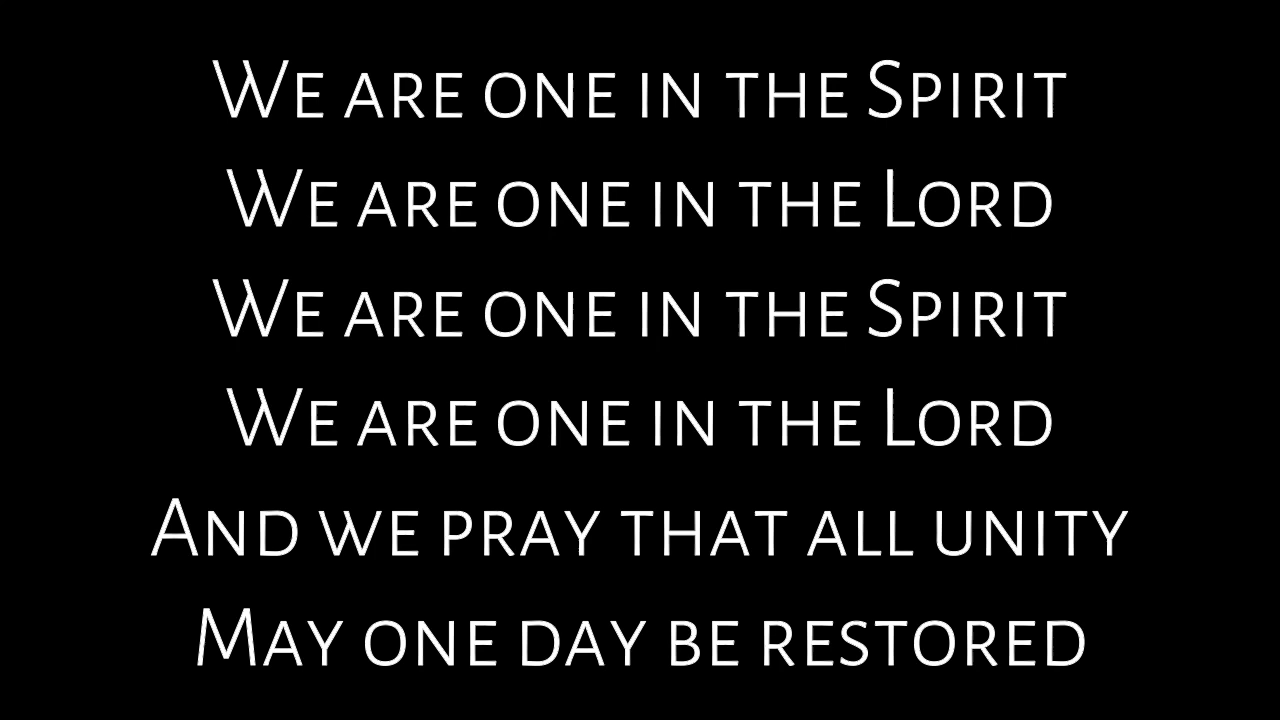 We are one in the Spirit
We are one in the Lord
We are one in the Spirit
We are one in the Lord
And we pray that all unity
May one day be restored